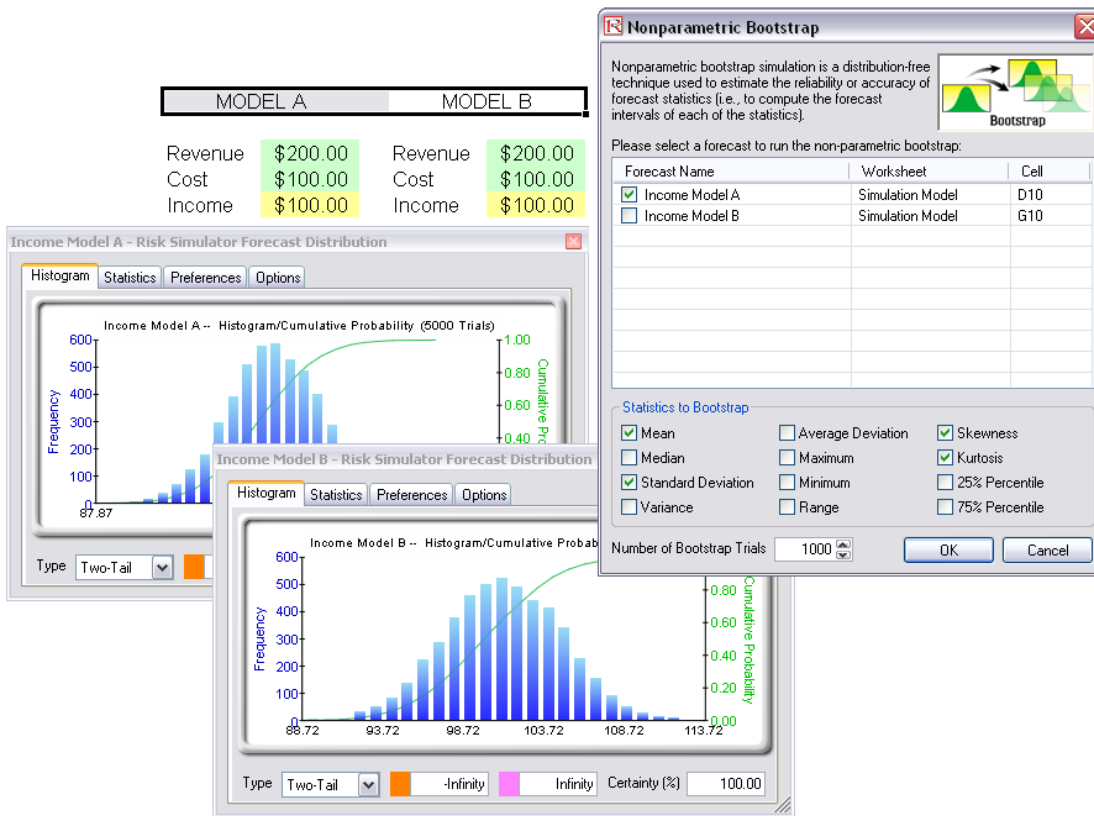 MODEL A MODEL B
Revenue $200.00 Revenue $200.00
Cost $100.00 Cost $100.00
Income $100.00 Income $100.00
Income Model A - Risk Simulator Forecast Distribution
Histogram Statistics Preferences Options
Income Model A -- Histogram/Cumulative Probability (5000 Trials)
600
500
400
300
200
100
0
Frequency
87.87
1.00
0.80
0.60
0.40
Type Two-Tail
Income Model B - Risk Simulator Forecast Distribution
Histogram Statistics Preferences Options
Income Model B -- Histogram/Cumulative
600
500
400
300
200
100
0
Frequency
88.72 93.72 98.72 103.72 108.72 113.72
0.80
0.60
0.40
0.20
0.00
Cumulative Probability
Type Two-Tail -Infinity Infinity Certainty (%) 100.00
Nonparametric Bootstrap
Nonparametric bootstrap simulation is a distribution-free
technique used to estimate the reliability or accuracy of
forecast statistics (i.e., to compute the forecast
intervals of each of the statistics).
Bootstrap
Please select a forecast to run the non-parametric bootstrap:
Forecast Name Worksheet Cell
Income Model A Simulation Model D10
Income Model B Simulation Model G10
Statistics to Bootstrap
Mean Average Deviation Skewness
Median Maximum Kurtosis
Standard Deviation Minimum 25% Percentile
Variance Range 75% Percentile
Number of Bootstrap Trials 1000 OK Cancel